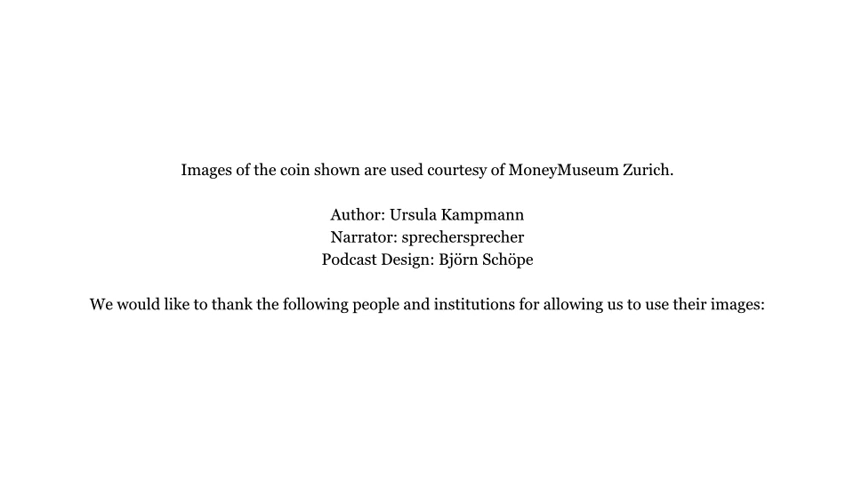 Images of the coin shown are used courtesy of MoneyMuseum Zurich.
Author: Ursula Kampmann
Narrator: sprechersprecher
Podcast Design: Björn Schöpe
We would like to thank the following people and institutions for allowing us to use their images: